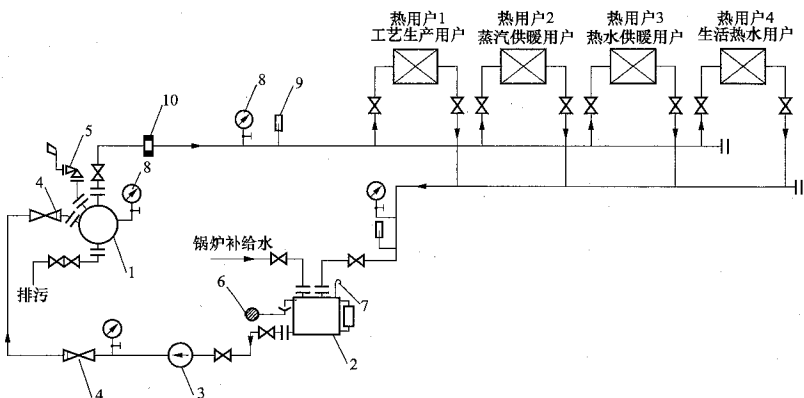 热用户1
工艺生产用户
热用户2
蒸汽供暖用户
热用户3
热水供暖用户
热用户4
生活热水用户
8
9
10
5
8
4
1
排污
锅炉补给水
6
7
2
4
3